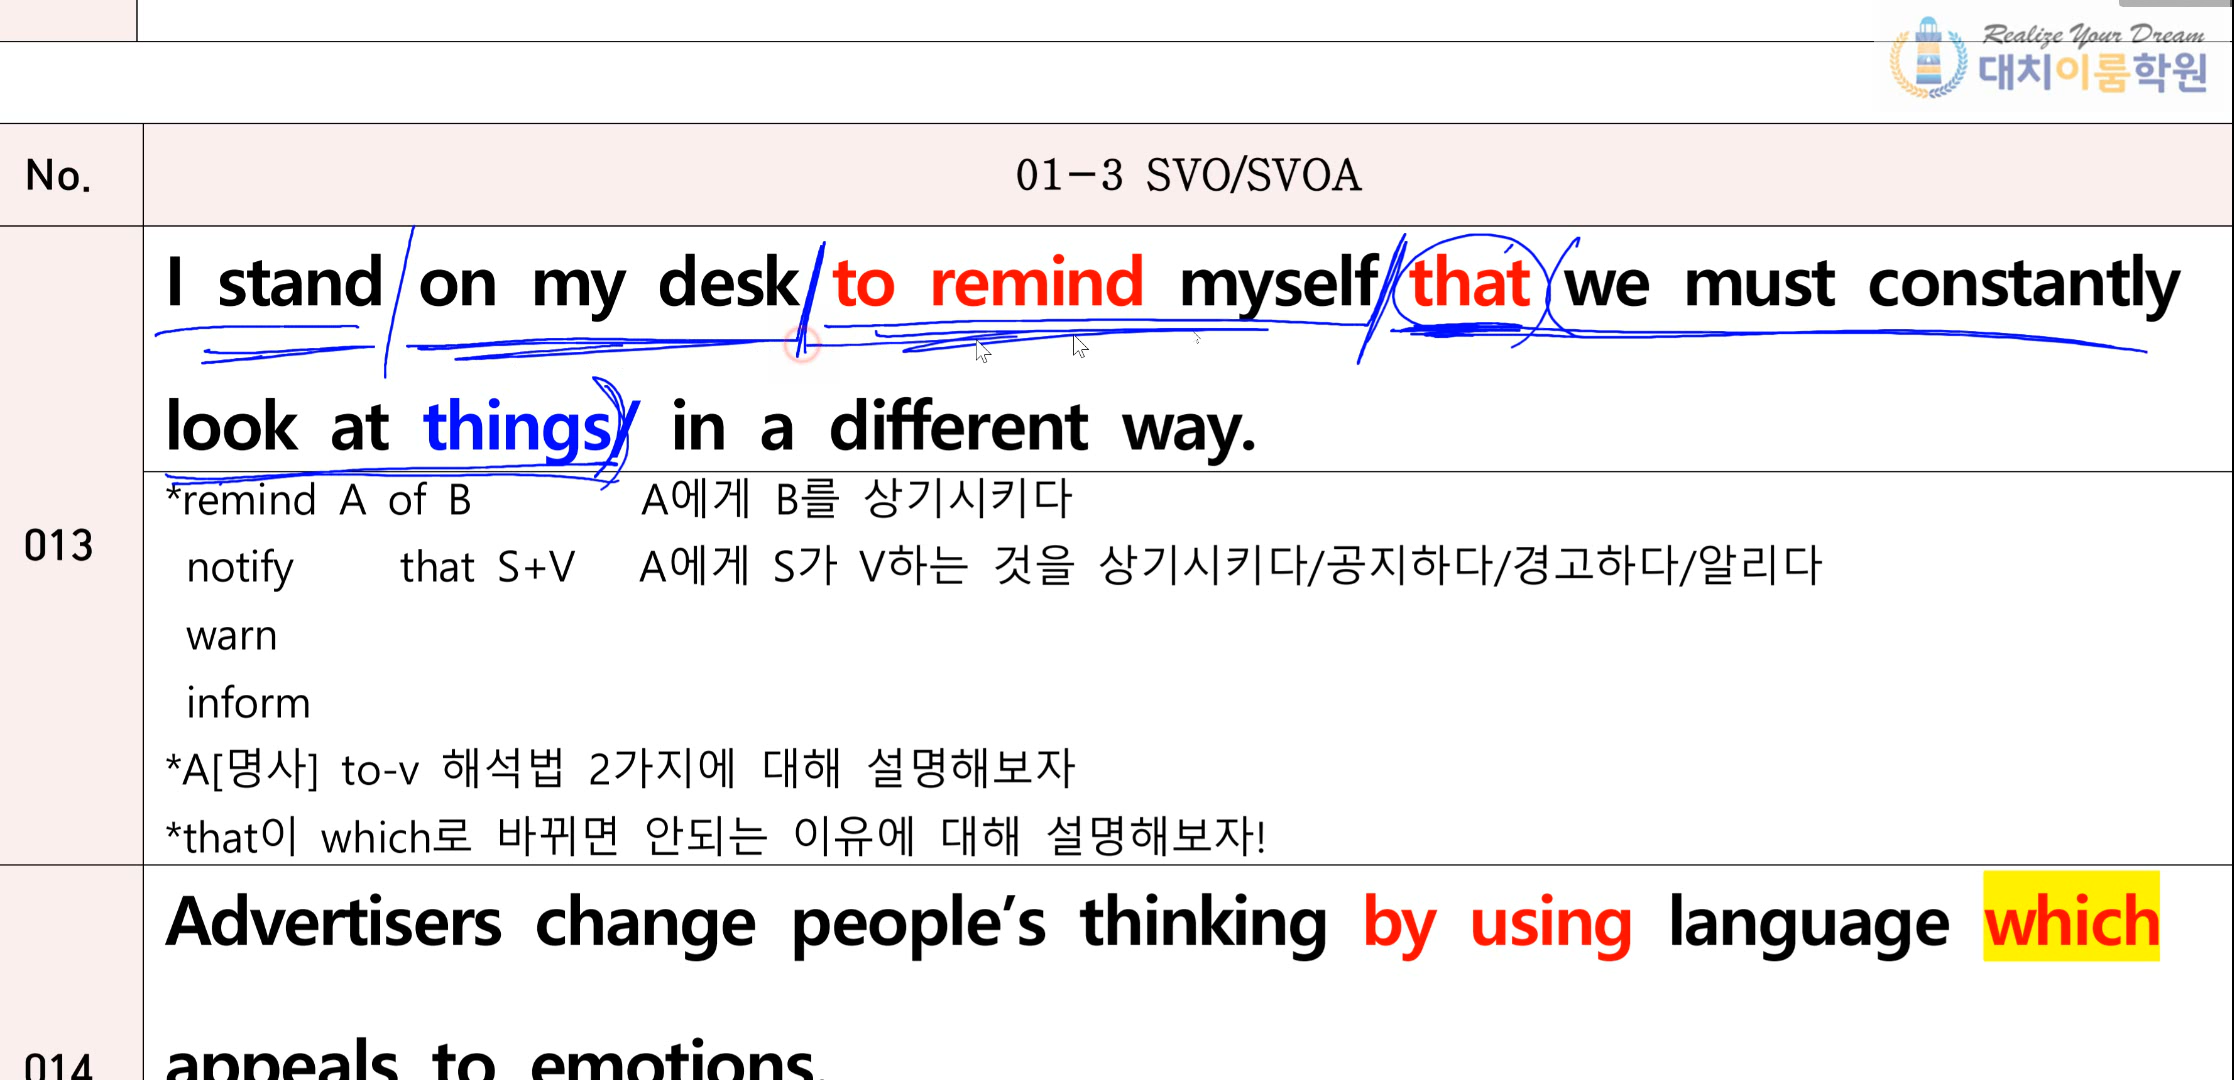 Realize Your Dream
대치이룸학원
No.
01-3 SVO/SVOA
I stand on my desk to remind myself that we must constantly
look at things in a different way.
013
*remind A of B A에게 B를 상기시키다
notify that S+V A에게 S가 V하는 것을 상기시키다/공지하다/경고하다/알리다
warn
inform
*A[명사] to-v 해석법 2가지에 대해 설명해보자
*that이 which로 바뀌면 안되는 이유에 대해 설명해보자!
Advertisers change people's thinking by using language which
014
appeals to emotions.